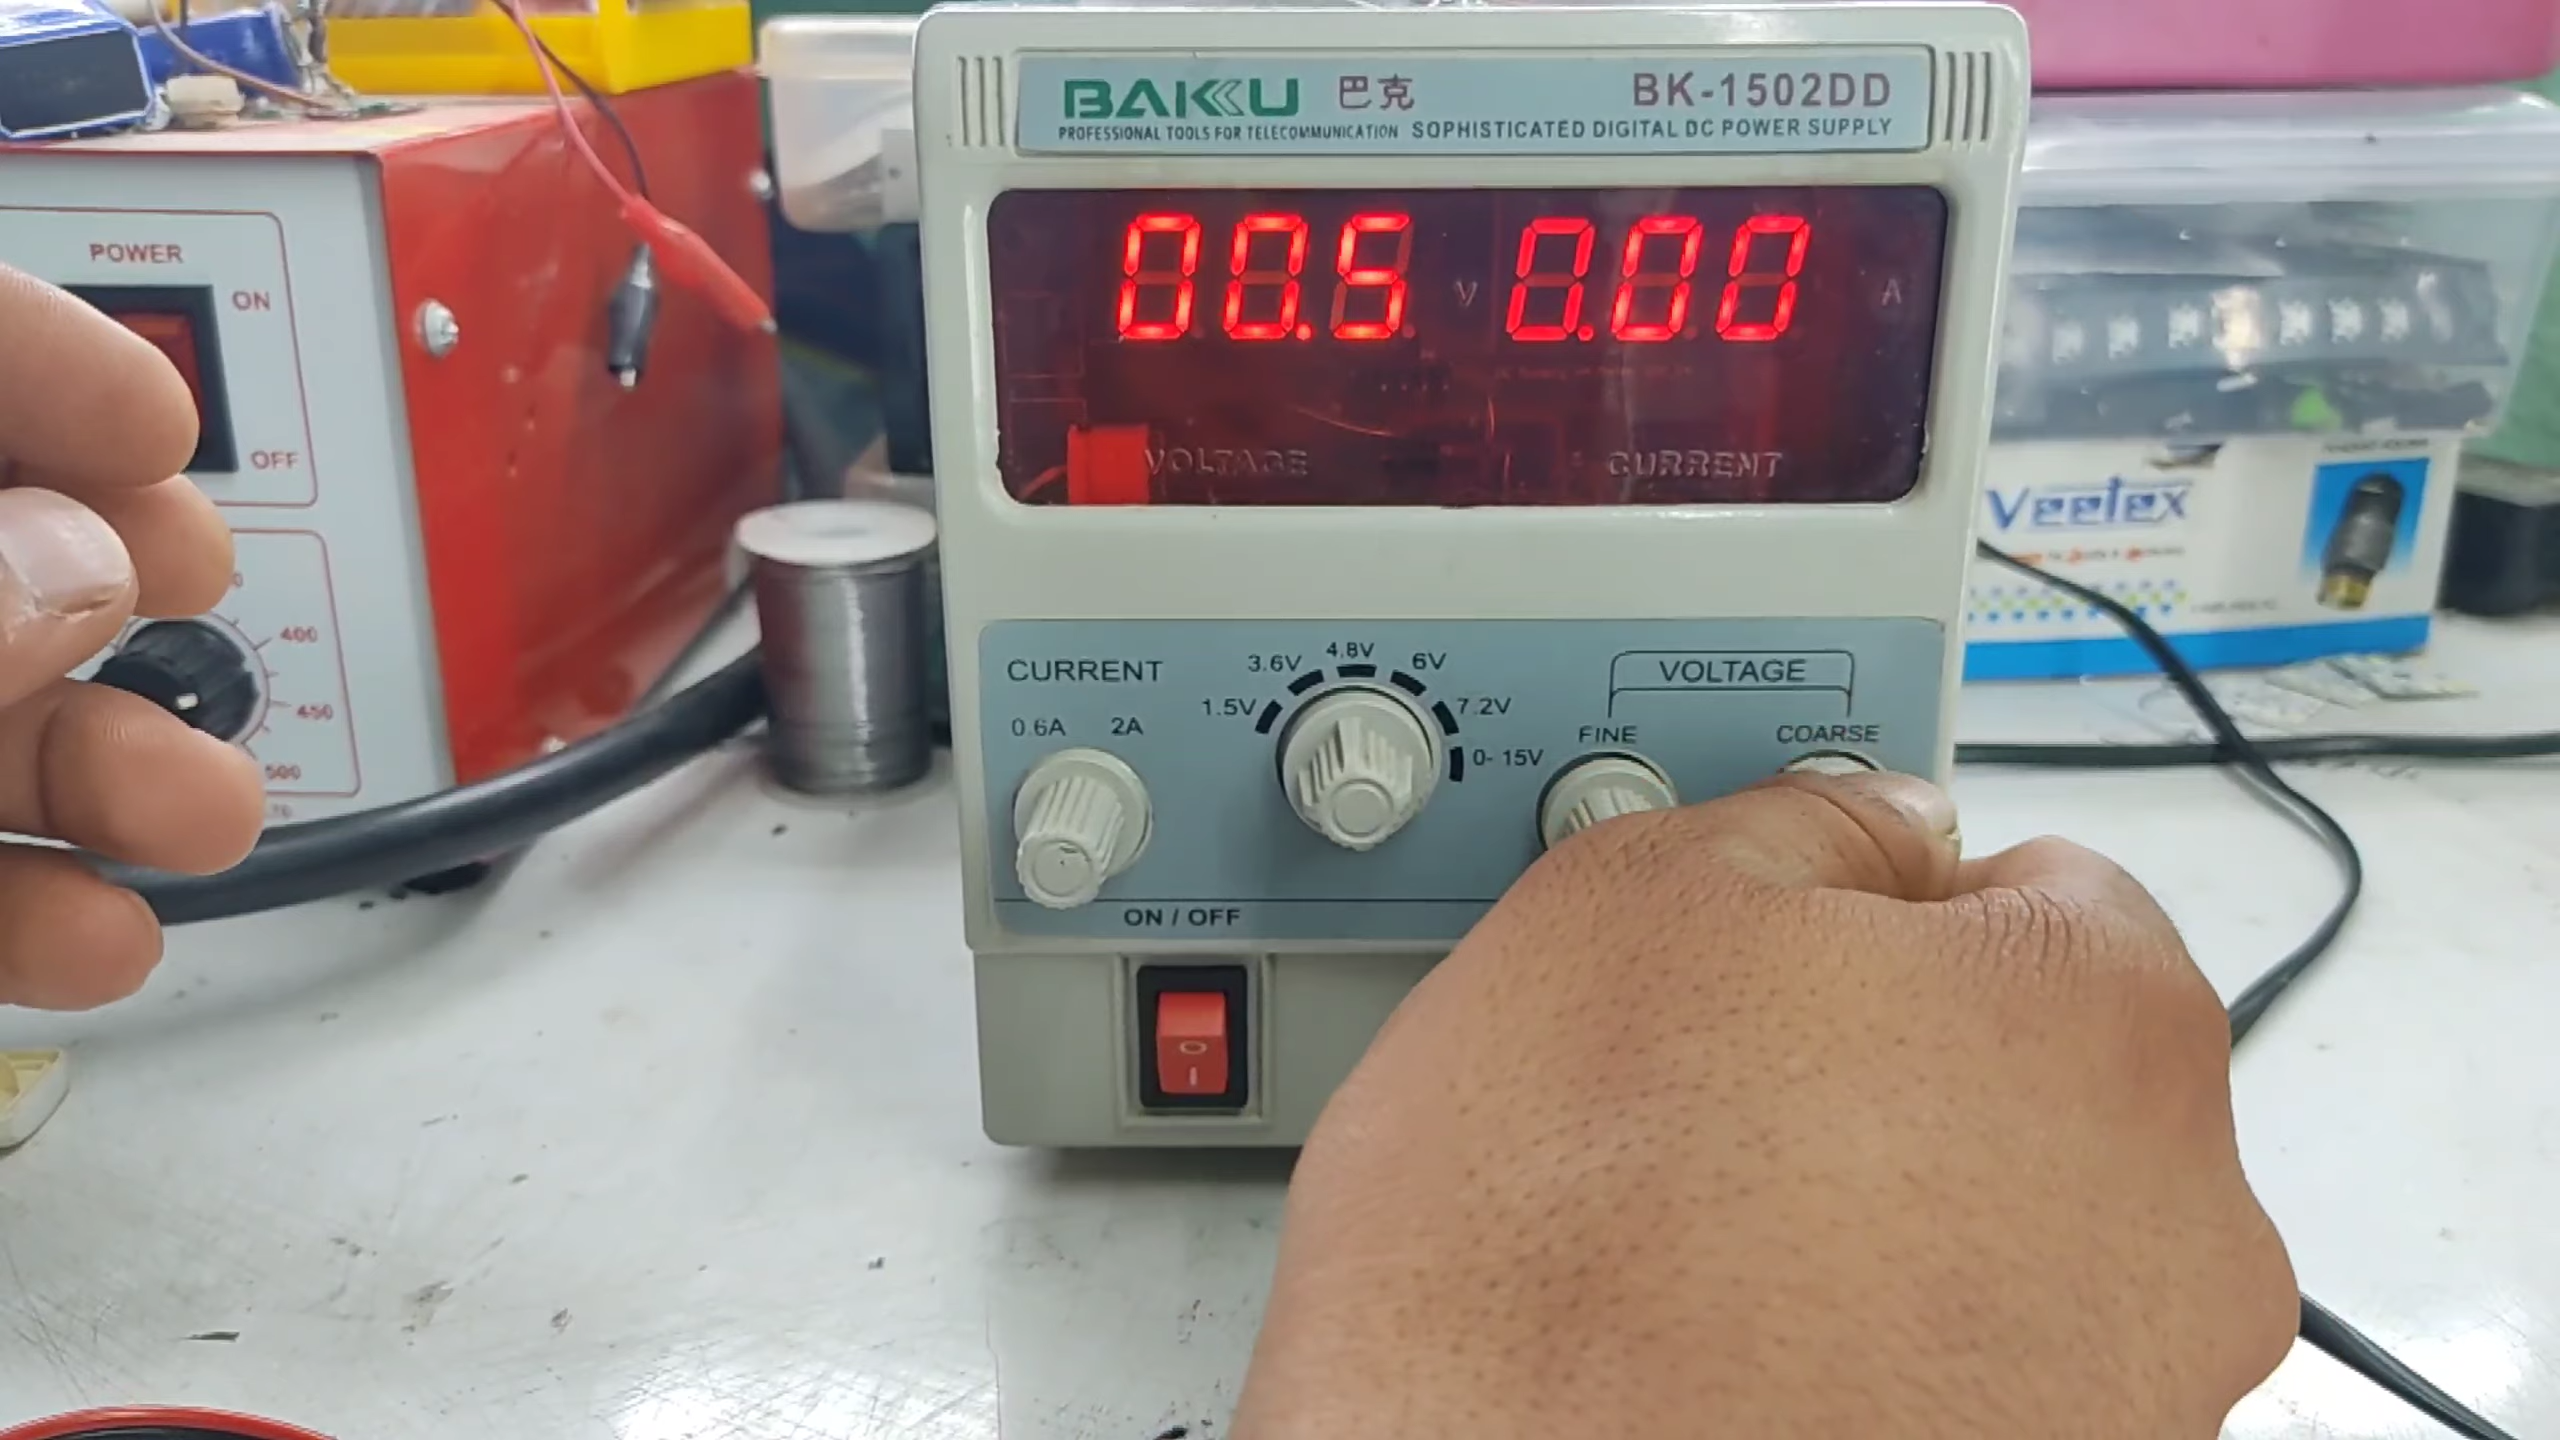 BAKKU 巴克
BK-1502DD
PROFESSIONAL TOOLS FOR TELECOMMUNICATION
SOPHISTICATED DIGITAL DC POWER SUPPLY
00.5 V 0.00 A
VOLTAGE
CURRENT
CURRENT
0.6A 2A
1.5V
3.6V
4.8V
6V
7.2V
0-15V
VOLTAGE
FINE
COARSE
ON / OFF
O
I
POWER
ON
OFF
400
450
500
Veetex